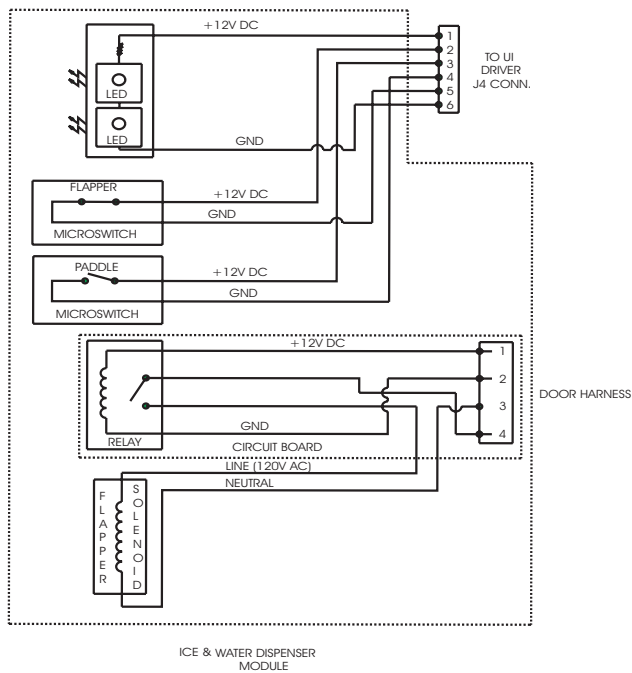 +12V DC
1
2
3
4
5
6
TO UI
DRIVER
J4 CONN.
LED
LED
GND
FLAPPER
+12V DC
GND
MICROSWITCH
PADDLE
+12V DC
GND
MICROSWITCH
+12V DC
1
2
3
4
DOOR HARNESS
GND
RELAY
CIRCUIT BOARD
LINE (120V AC)
NEUTRAL
FLAPPER
SOLENOID
ICE & WATER DISPENSER
MODULE